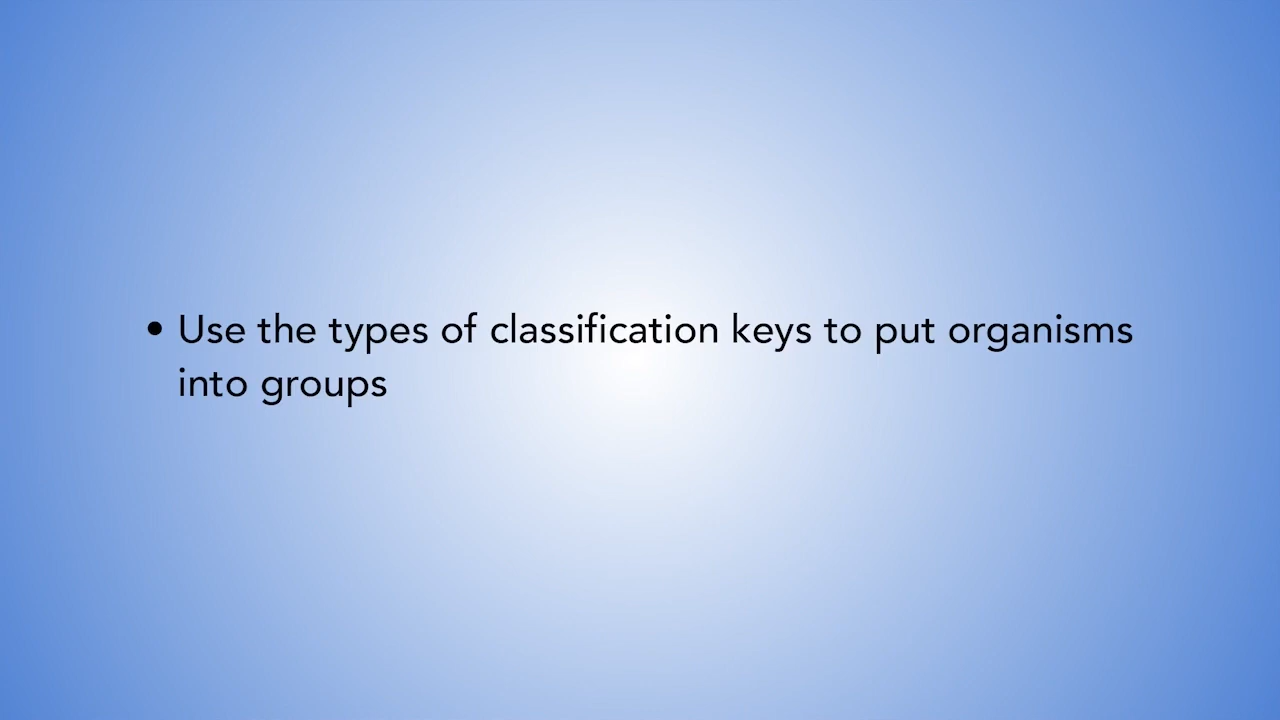 • Use the types of classification keys to put organisms
into groups